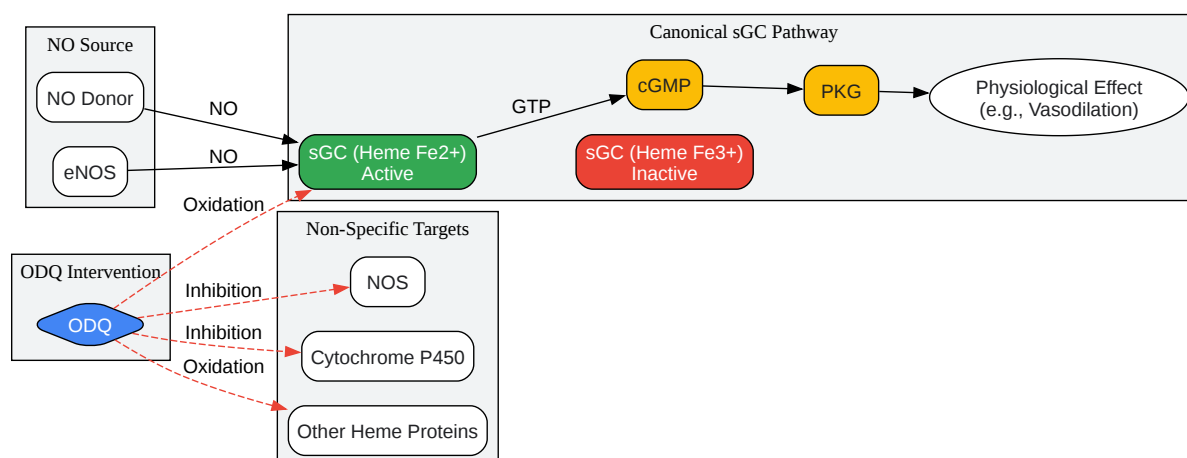 NO Source
NO Donor
eNOS
NO
NO
Canonical sGC Pathway
sGC (Heme Fe2+)
Active
GTP
cGMP
PKG
Physiological Effect
(e.g., Vasodilation)
sGC (Heme Fe3+)
Inactive
ODQ Intervention
ODQ
Oxidation
Inhibition
Inhibition
Oxidation
Non-Specific Targets
NOS
Cytochrome P450
Other Heme Proteins